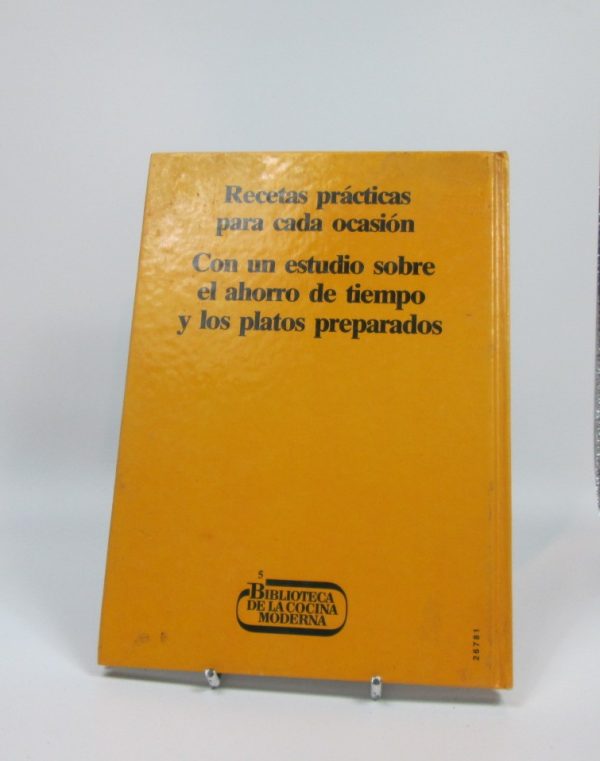 Recetas prácticas
para cada ocasión
Con un estudio sobre
el ahorro de tiempo
y los platos preparados
5
BIBLIOTECA
DE LA COCINA
MODERNA
26781